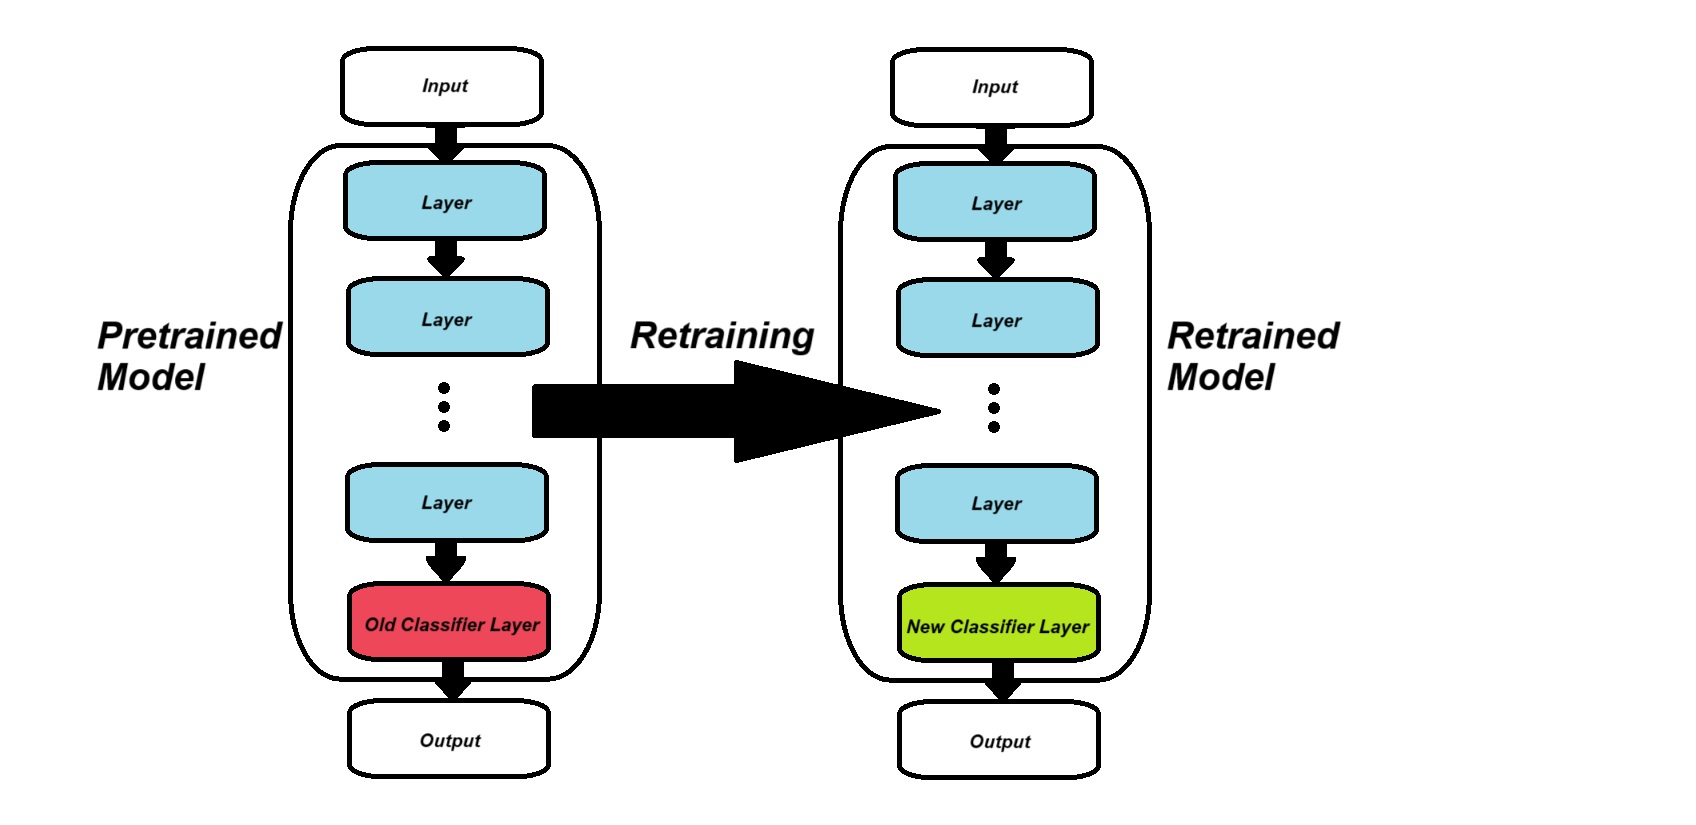 Input
Layer
Layer
Pretrained
Model
Layer
Old Classifier Layer
Output
Retraining
Input
Layer
Layer
Retrained
Model
Layer
New Classifier Layer
Output